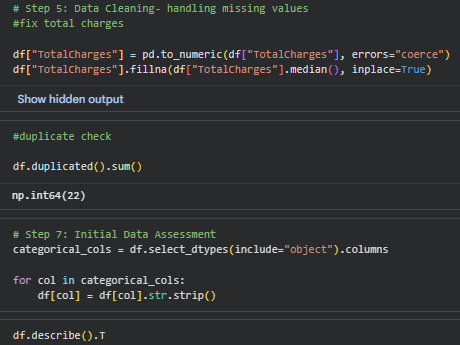 # Step 5: Data Cleaning- handling missing values
#fix total charges
df["TotalCharges"] = pd.to_numeric(df["TotalCharges"], errors="coerce")
df["TotalCharges"].fillna(df["TotalCharges"].median(), inplace=True)
Show hidden output
#duplicate check
df.duplicated().sum()
np.int64(22)
# Step 7: Initial Data Assessment
categorical_cols = df.select_dtypes(include="object").columns
for col in categorical_cols:
    df[col] = df[col].str.strip()
df.describe().T